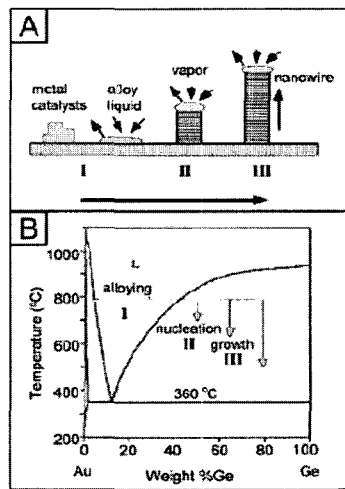 A
metal catalysts
alloy liquid
vapor
nanowire
I
II
III
B
1000
800
600
400
200
Temperature (°C)
L
alloying
I
nucleation
II
growth
III
360 °C
0
20
40
60
80
100
Au
Weight %Ge
Ge